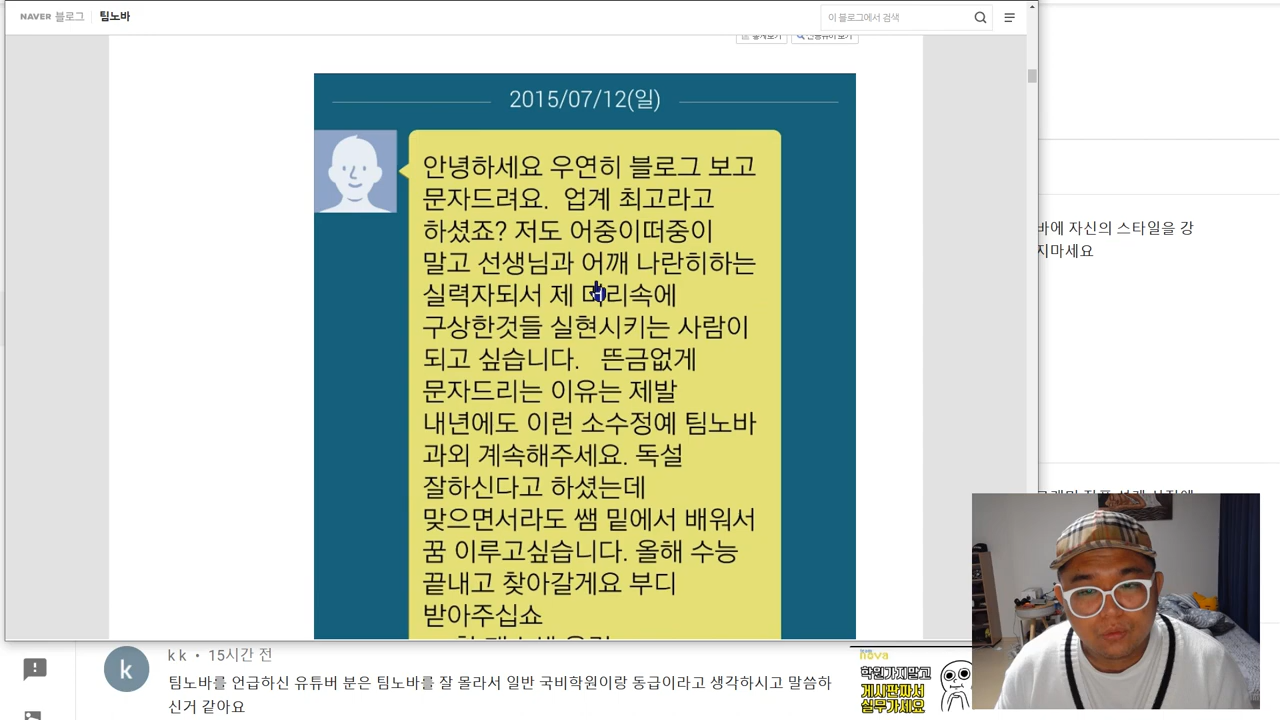 NAVER 블로그
팀노바
이 블로그에서 검색
2015/07/12(일)
안녕하세요 우연히 블로그 보고
문자드려요.  업계 최고라고
하셨죠? 저도 어중이떠중이
말고 선생님과 어깨 나란히하는
실력자되서 제 머리속에
구상한것들 실현시키는 사람이
되고 싶습니다.   뜬금없게
문자드리는 이유는 제발
내년에도 이런 소수정예 팀노바
과외 계속해주세요. 독설
잘하신다고 하셨는데
맞으면서라도 쌤 밑에서 배워서
꿈 이루고싶습니다. 올해 수능
끝내고 찾아갈게요 부디
받아주십쇼
바에 자신의 스타일을 강
지마세요
k
k k • 15시간 전
팀노바를 언급하신 유튜버 분은 팀노바를 잘 몰라서 일반 국비학원이랑 동급이라고 생각하시고 말씀하
신거 같아요
nova
학원가지말고
게시판짜서
실무가세요